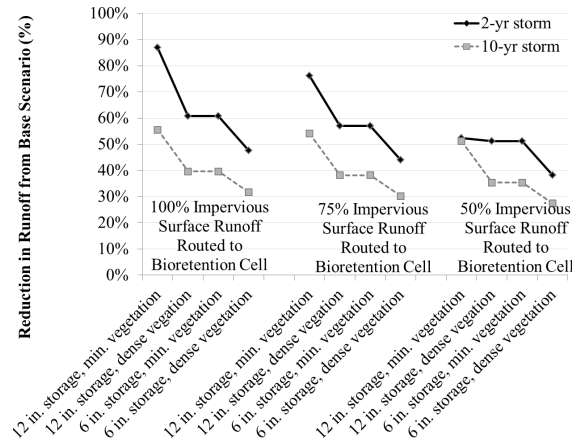 Reduction in Runoff from Base Scenario (%)
100%
90%
80%
70%
60%
50%
40%
30%
20%
10%
0%
2-yr storm
10-yr storm
100% Impervious
Surface Runoff
Routed to
Bioretention Cell
75% Impervious
Surface Runoff
Routed to
Bioretention Cell
50% Impervious
Surface Runoff
Routed to
Bioretention Cell
12 in. storage, min. vegetation
12 in. storage, dense vegation
6 in. storage, min. vegetation
6 in. storage, dense vegetation
12 in. storage, min. vegetation
12 in. storage, dense vegation
6 in. storage, min. vegetation
6 in. storage, dense vegetation
12 in. storage, min. vegetation
12 in. storage, dense vegation
6 in. storage, min. vegetation
6 in. storage, dense vegetation